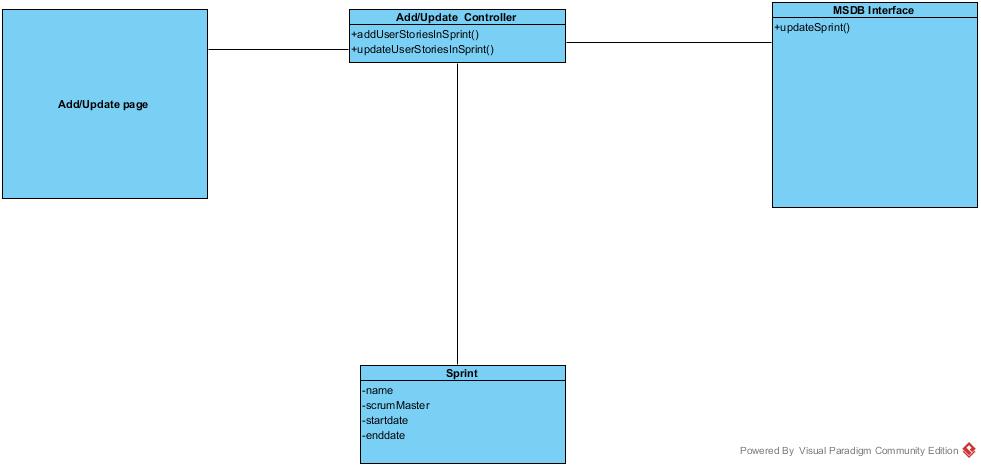 Add/Update page
Add/Update Controller
+addUserStoriesInSprint()
+updateUserStoriesInSprint()
MSDB Interface
+updateSprint()
Sprint
-name
-scrumMaster
-startdate
-enddate
Powered By Visual Paradigm Community Edition